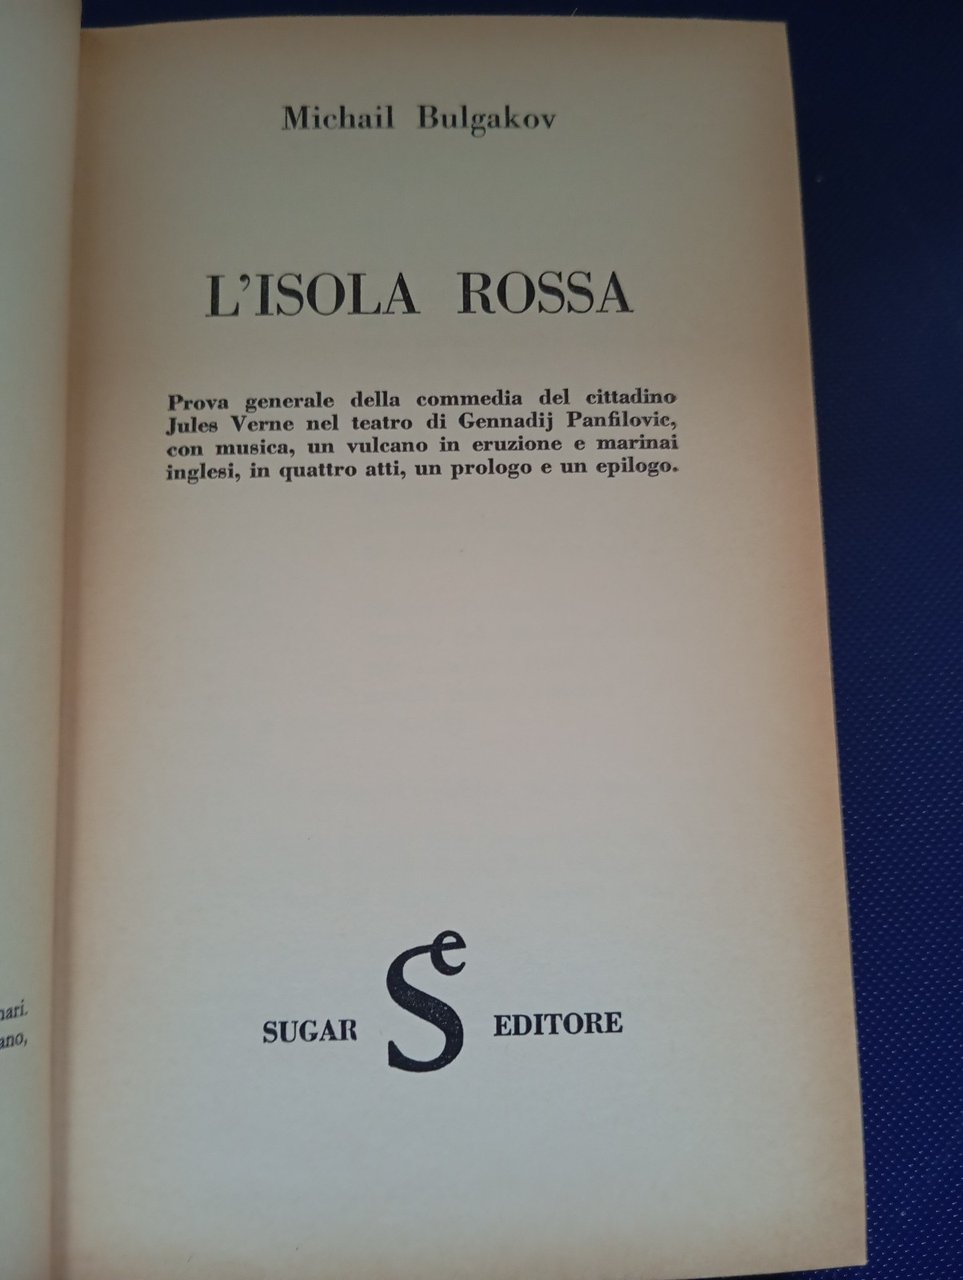 Michail Bulgakov
L'ISOLA ROSSA
Prova generale della commedia del cittadino
Jules Verne nel teatro di Gennadij Panfilovic,
con musica, un vulcano in eruzione e marinai
inglesi, in quattro atti, un prologo e un epilogo.
Se
SUGAR EDITORE